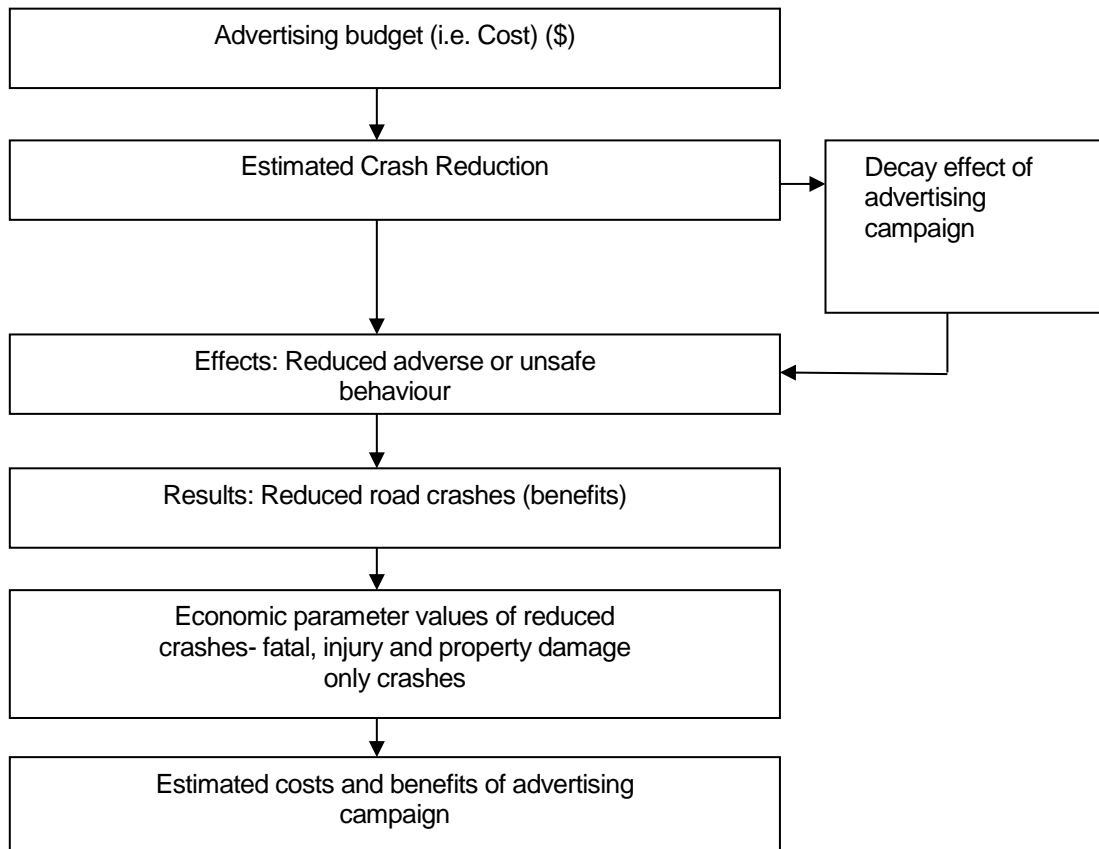 Advertising budget (i.e. Cost) ($)
Estimated Crash Reduction
Decay effect of
advertising
campaign
Effects: Reduced adverse or unsafe
behaviour
Results: Reduced road crashes (benefits)
Economic parameter values of reduced
crashes- fatal, injury and property damage
only crashes
Estimated costs and benefits of advertising
campaign